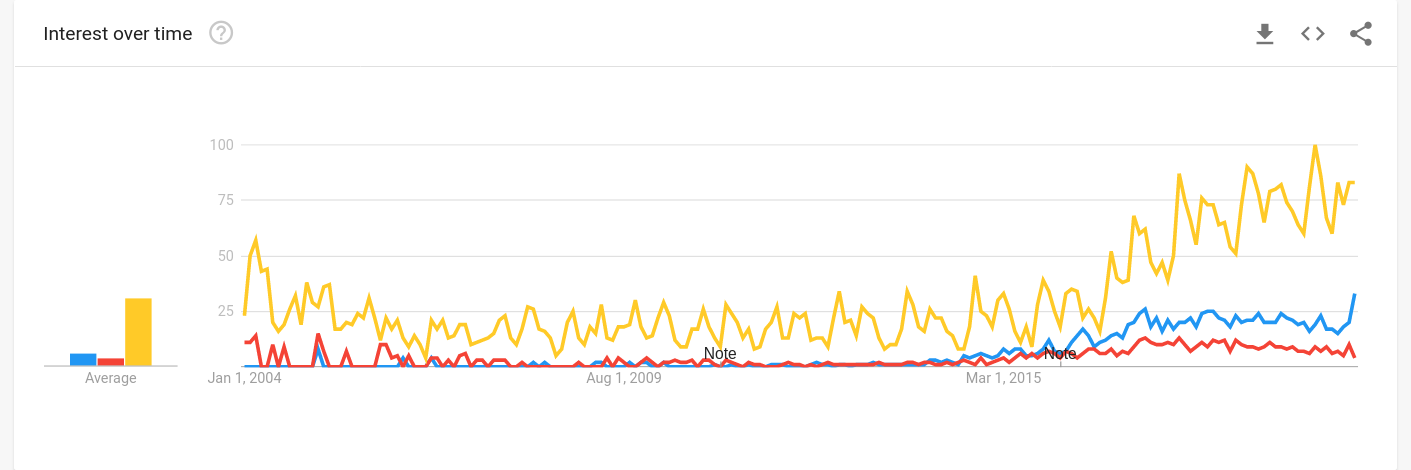 Interest over time
100
75
50
25
Note
Note
Average
Jan 1, 2004
Aug 1, 2009
Mar 1, 2015